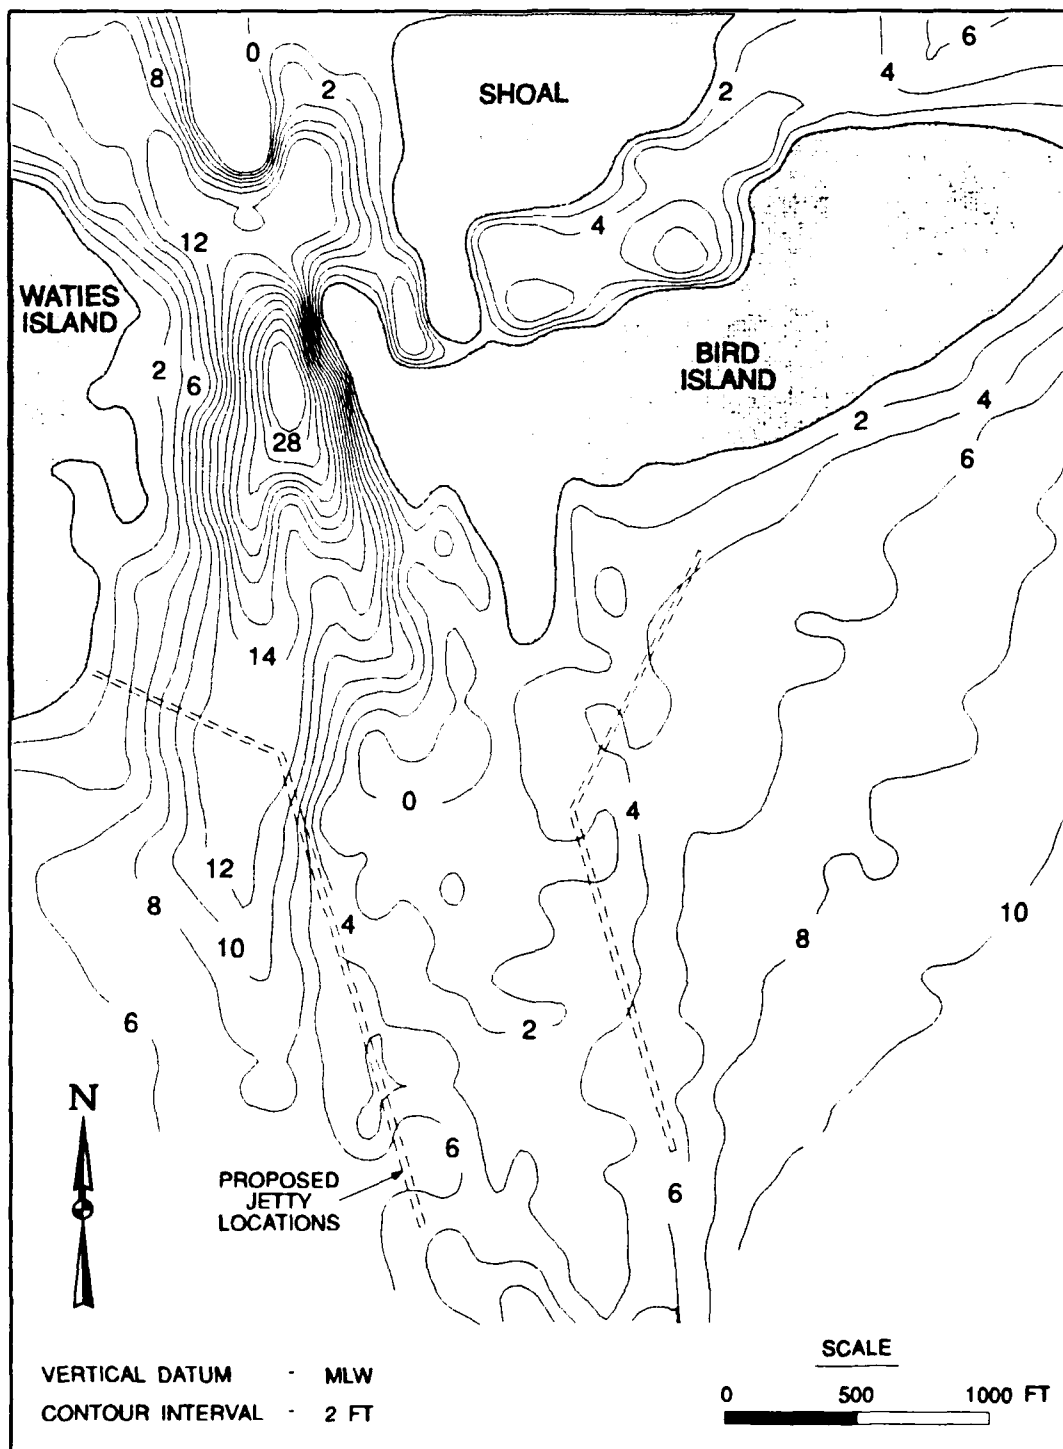 0
6
8
2
SHOAL
2
4
4
12
WATIES
ISLAND
2
6
BIRD
ISLAND
4
2
28
6
14
0
4
12
8
4
10
8
10
6
2
N
6
PROPOSED
JETTY
LOCATIONS
6
SCALE
VERTICAL DATUM - MLW
0 500 1000 FT
CONTOUR INTERVAL - 2 FT